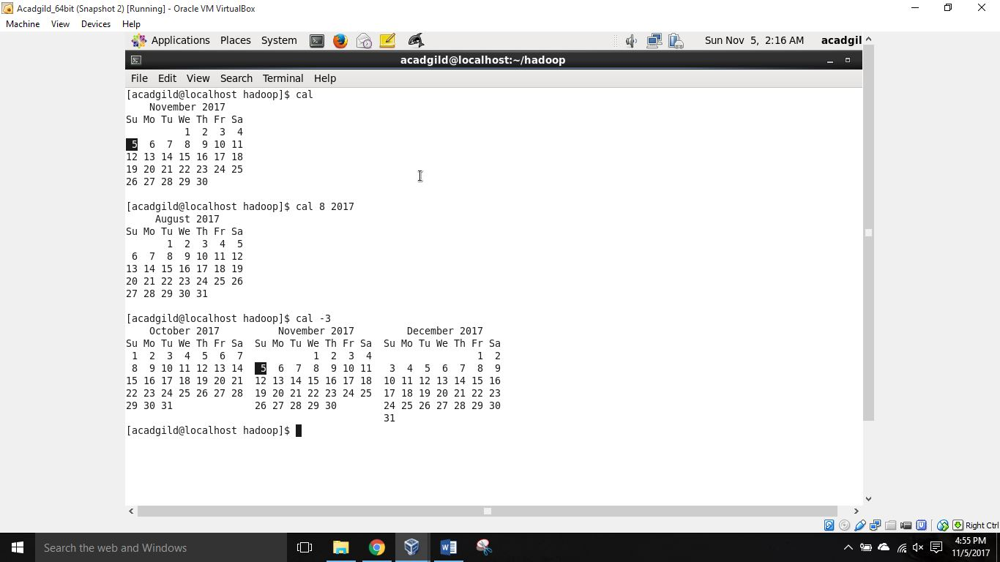 Acadgild_64bit (Snapshot 2) [Running] - Oracle VM VirtualBox
Machine View Devices Help
Applications Places System Sun Nov 5, 2:16 AM acadgil
acadgild@localhost:~/hadoop
File Edit View Search Terminal Help
[acadgild@localhost hadoop]$ cal
    November 2017
Su Mo Tu We Th Fr Sa
          1  2  3  4
 5  6  7  8  9 10 11
12 13 14 15 16 17 18
19 20 21 22 23 24 25
26 27 28 29 30
[acadgild@localhost hadoop]$ cal 8 2017
     August 2017
Su Mo Tu We Th Fr Sa
       1  2  3  4  5
 6  7  8  9 10 11 12
13 14 15 16 17 18 19
20 21 22 23 24 25 26
27 28 29 30 31
[acadgild@localhost hadoop]$ cal -3
    October 2017          November 2017         December 2017
Su Mo Tu We Th Fr Sa  Su Mo Tu We Th Fr Sa  Su Mo Tu We Th Fr Sa
 1  2  3  4  5  6  7            1  2  3  4                  1  2
 8  9 10 11 12 13 14   5  6  7  8  9 10 11   3  4  5  6  7  8  9
15 16 17 18 19 20 21  12 13 14 15 16 17 18  10 11 12 13 14 15 16
22 23 24 25 26 27 28  19 20 21 22 23 24 25  17 18 19 20 21 22 23
29 30 31              26 27 28 29 30        24 25 26 27 28 29 30
                                            31
[acadgild@localhost hadoop]$
Right Ctrl
Search the web and Windows
4:55 PM
11/5/2017